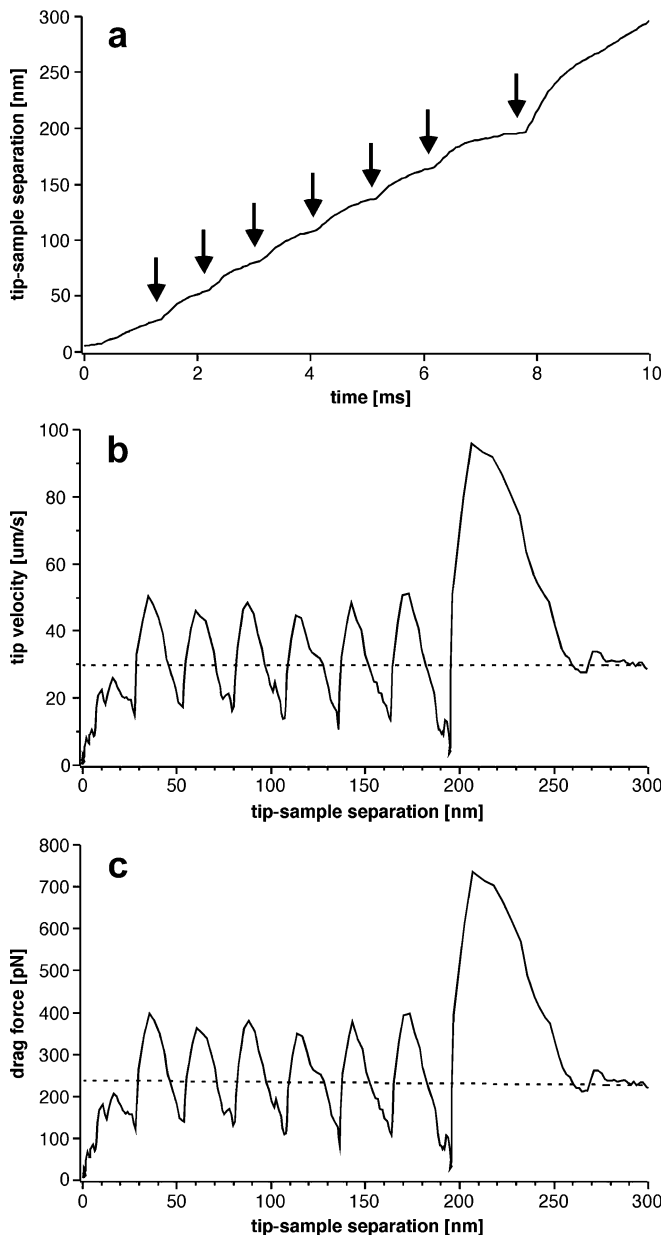 a
tip-sample separation [nm]
300
250
200
150
100
50
0
0 2 4 6 8 10
time [ms]
b
tip velocity [um/s]
100
80
60
40
20
0
0 50 100 150 200 250 300
tip-sample separation [nm]
c
drag force [pN]
800
700
600
500
400
300
200
100
0
0 50 100 150 200 250 300
tip-sample separation [nm]